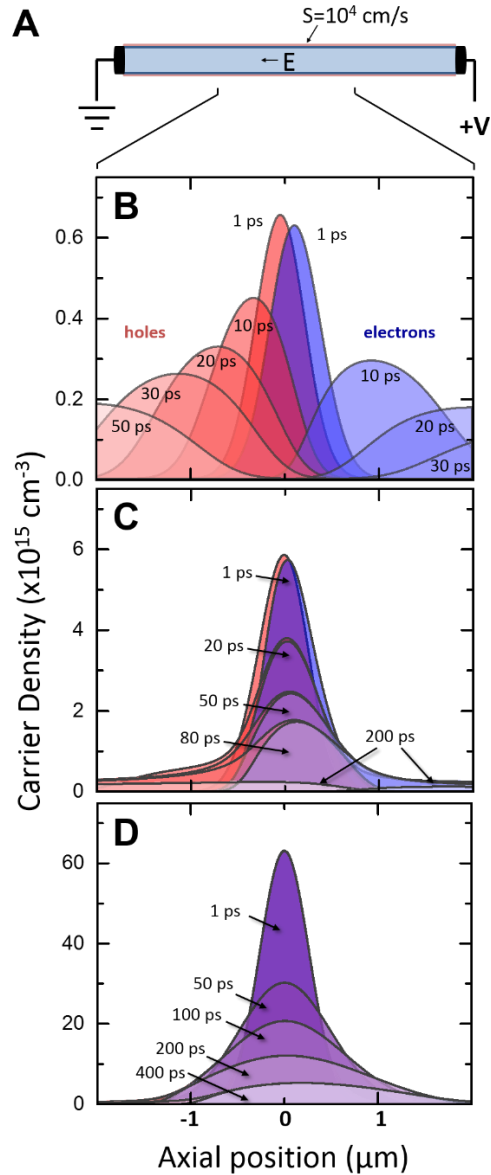 A
S=10⁴ cm/s
←E
+V
B
1 ps
1 ps
0.6
holes
electrons
0.4
10 ps
10 ps
20 ps
30 ps
50 ps
0.2
20 ps
30 ps
0.0
C
6
1 ps
4
20 ps
50 ps
2
80 ps
200 ps
0
D
60
1 ps
40
50 ps
100 ps
20
200 ps
400 ps
0
-1
0
1
Carrier Density (x10¹⁵ cm⁻³)
Axial position (µm)